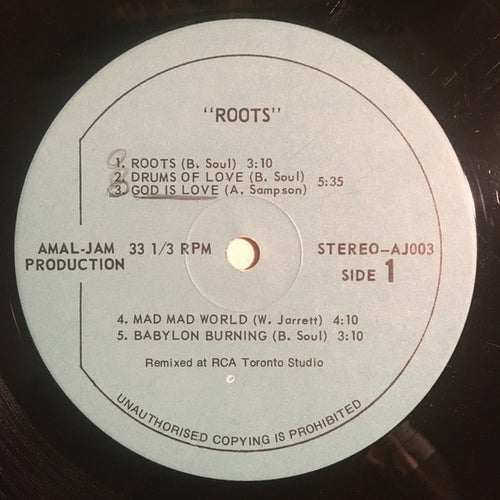 "ROOTS"
1. ROOTS (B. Soul) 3:10
2. DRUMS OF LOVE (B. Soul)
3. GOD IS LOVE (A. Sampson) 5:35
AMAL-JAM PRODUCTION
33 1/3 RPM
STEREO-AJ003
SIDE 1
4. MAD MAD WORLD (W. Jarrett) 4:10
5. BABYLON BURNING (B. Soul) 3:10
Remixed at RCA Toronto Studio
UNAUTHORISED COPYING IS PROHIBITED